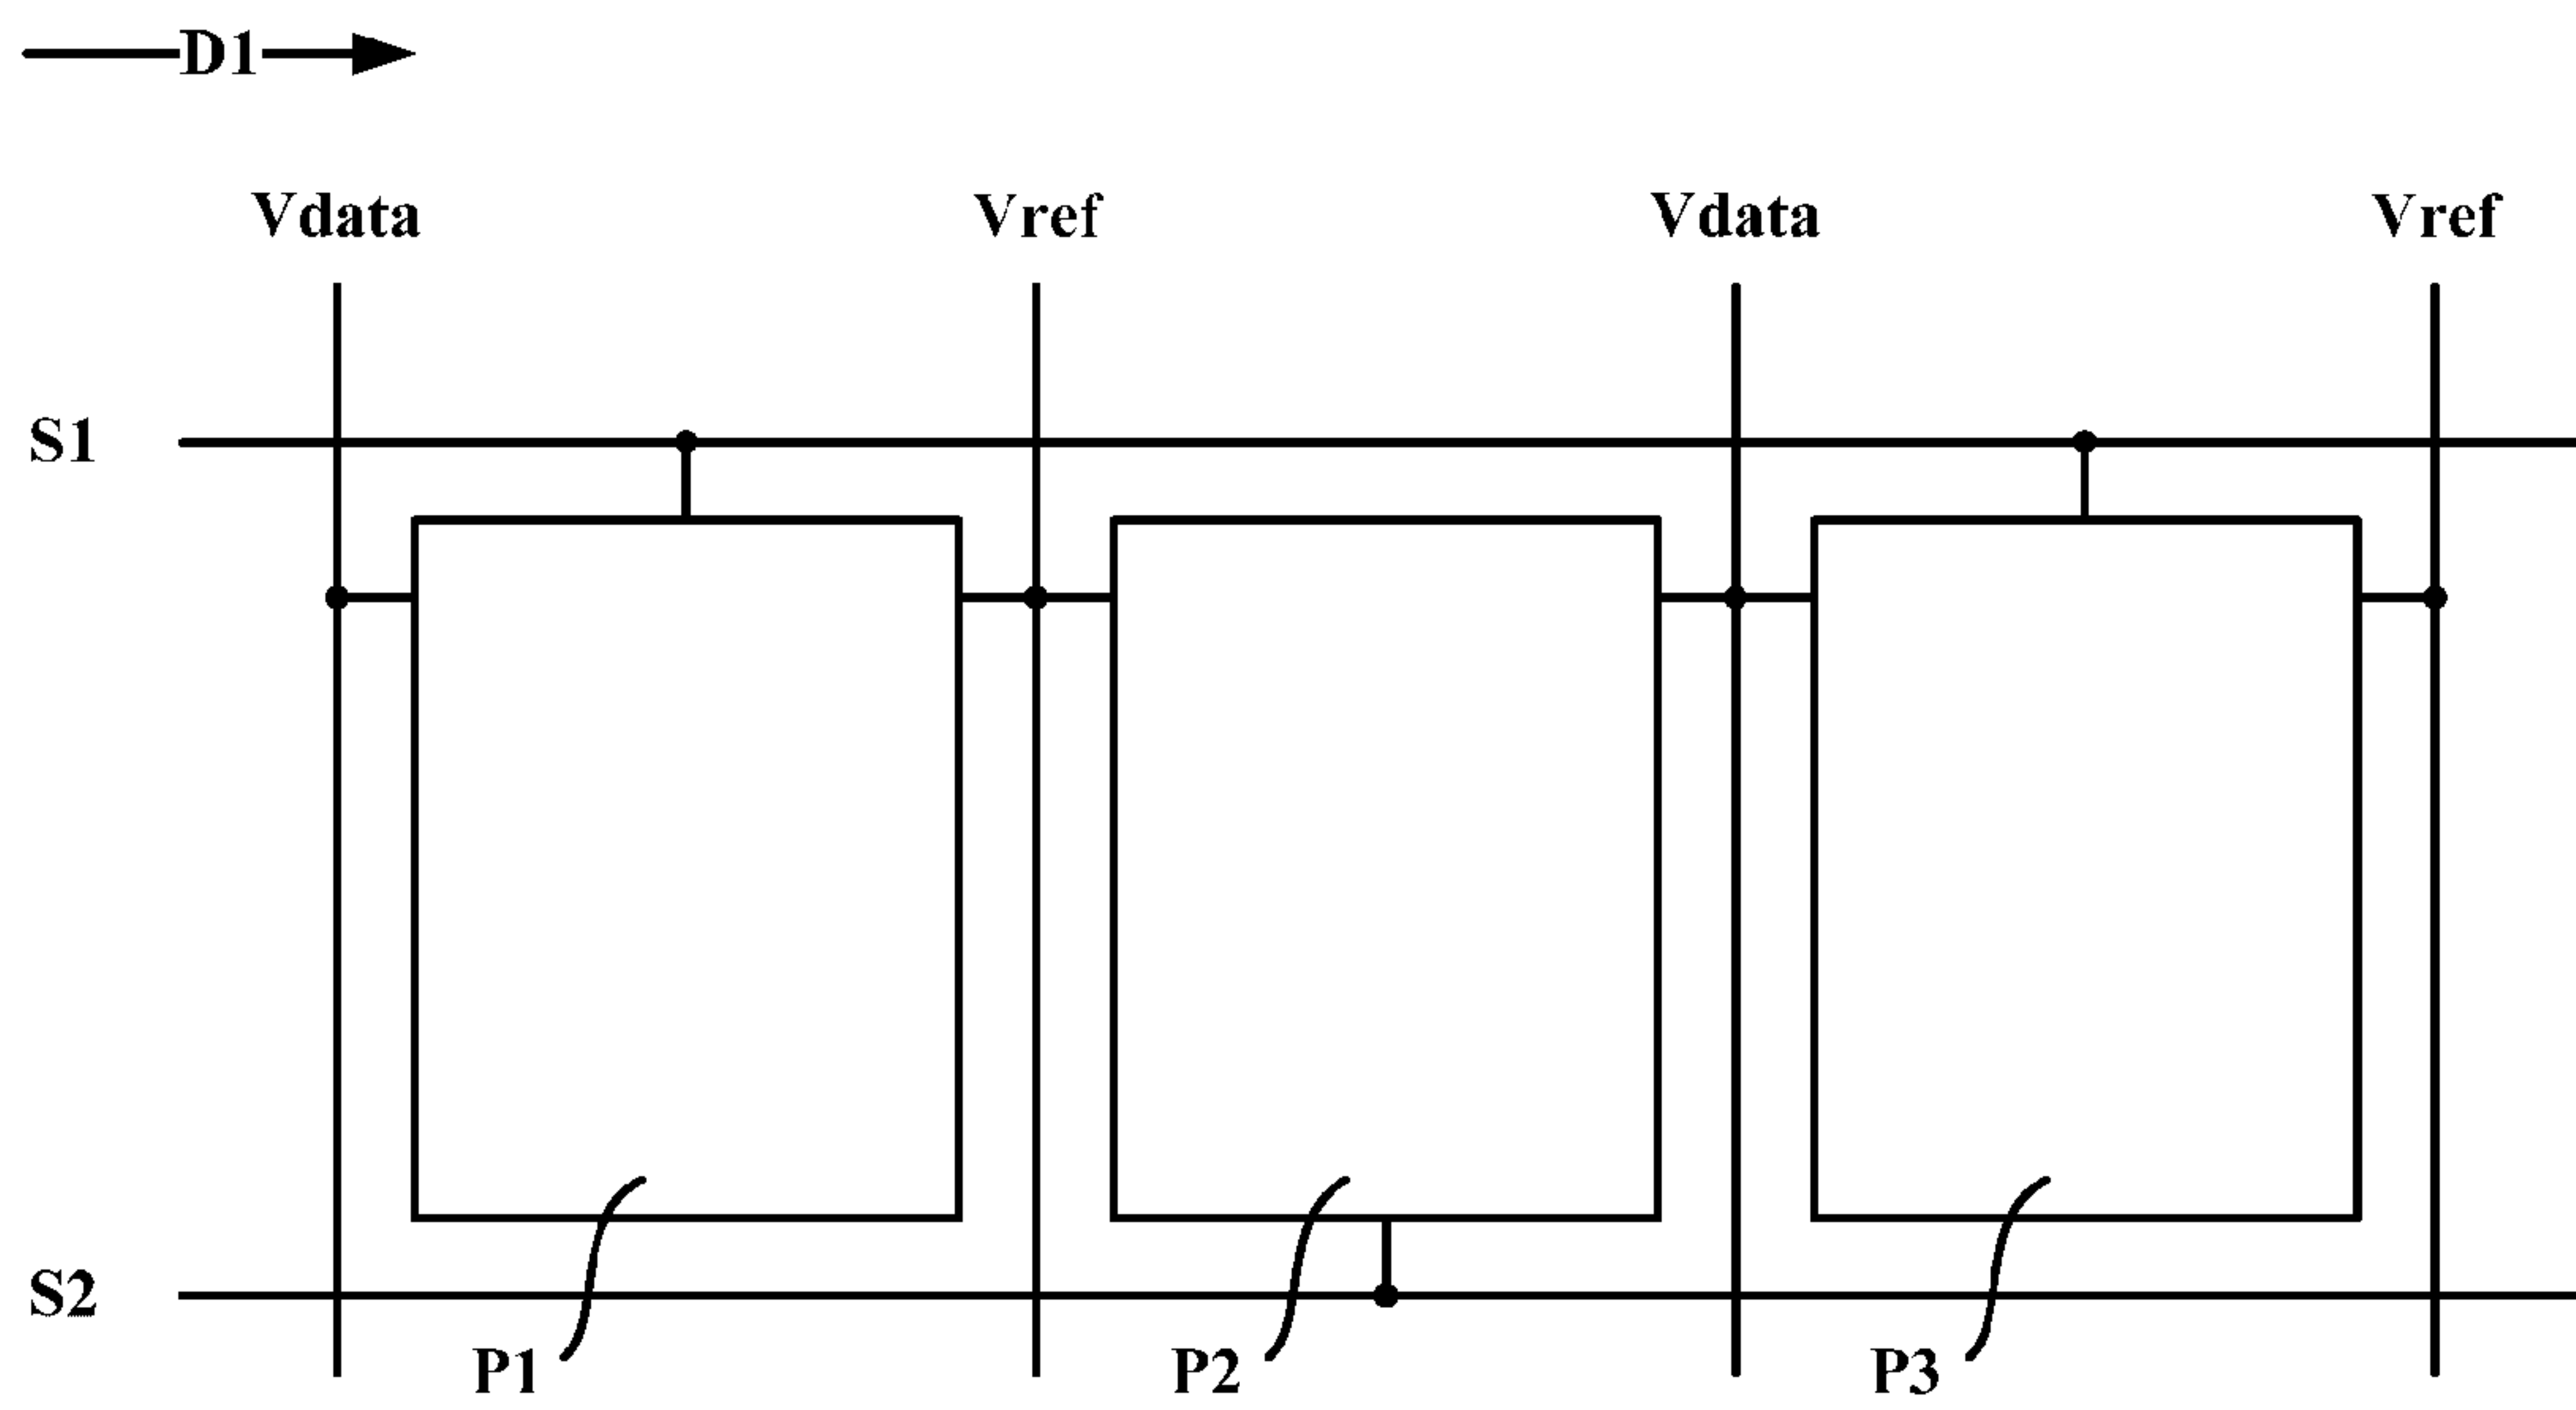 D1
Vdata Vref Vdata Vref
S1
S2
P1 P2 P3